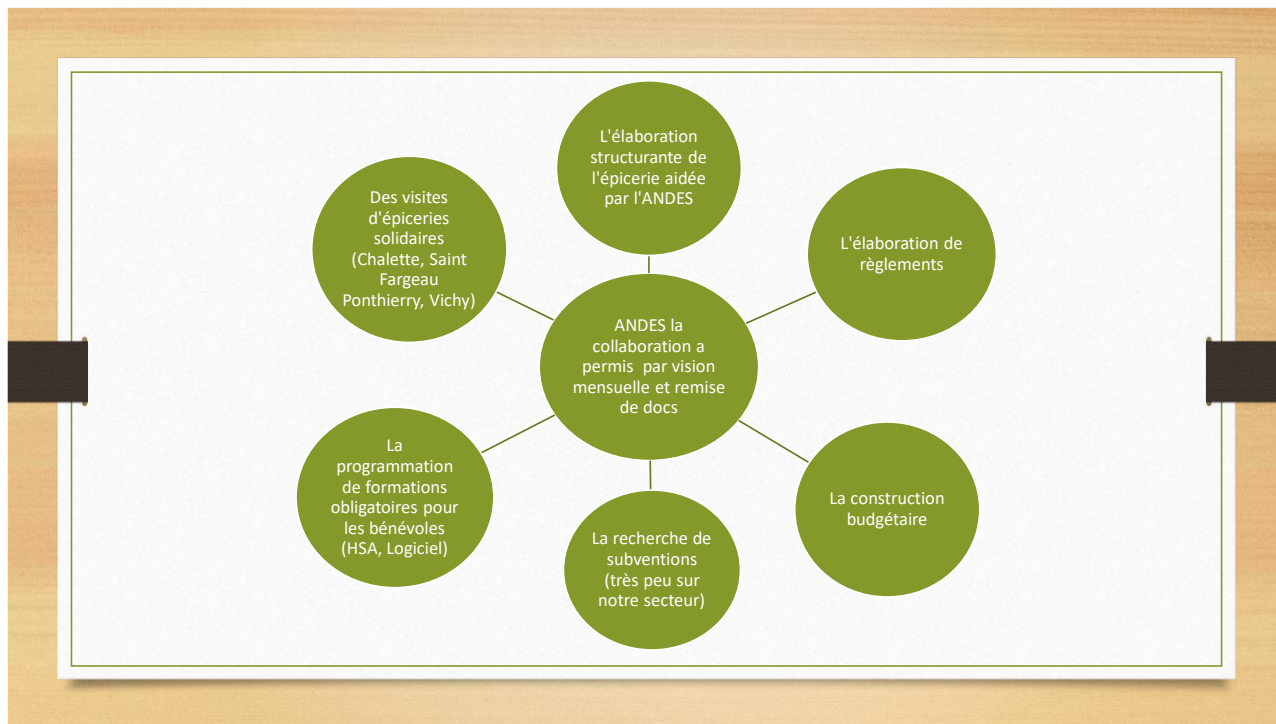 L'élaboration
structurante de
l'épicerie aidée
par l'ANDES
L'élaboration de
règlements
La construction
budgétaire
La recherche de
subventions
(très peu sur
notre secteur)
La
programmation
de formations
obligatoires pour
les bénévoles
(HSA, Logiciel)
Des visites
d'épiceries
solidaires
(Chalette, Saint
Fargeau
Ponthierry, Vichy)
ANDES la
collaboration a
permis  par vision
mensuelle et remise
de docs